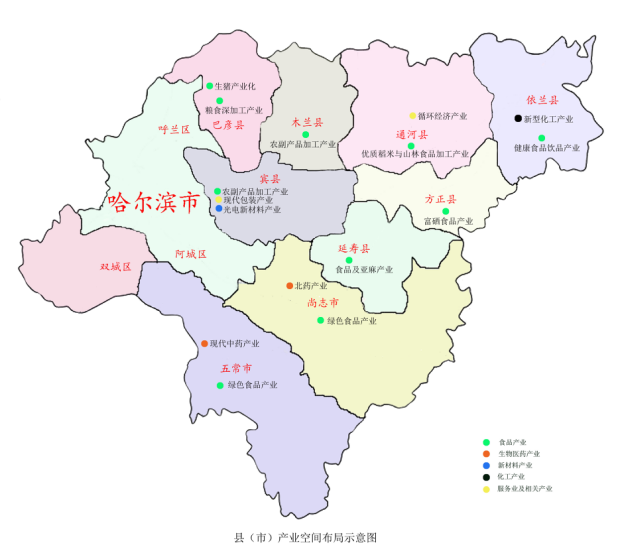 生猪产业化
粮食深加工产业
巴彦县
呼兰区
木兰县
农副产品加工产业
循环经济产业
通河县
优质稻米与山林食品加工产业
依兰县
新型化工产业
健康食品饮品产业
宾县
农副产品加工产业
现代包装产业
光电新材料产业
哈尔滨市
方正县
富硒食品产业
延寿县
食品及亚麻产业
阿城区
双城区
北药产业
尚志市
绿色食品产业
现代中药产业
五常市
绿色食品产业
食品产业
生物医药产业
新材料产业
化工产业
服务业及相关产业
县（市）产业空间布局示意图